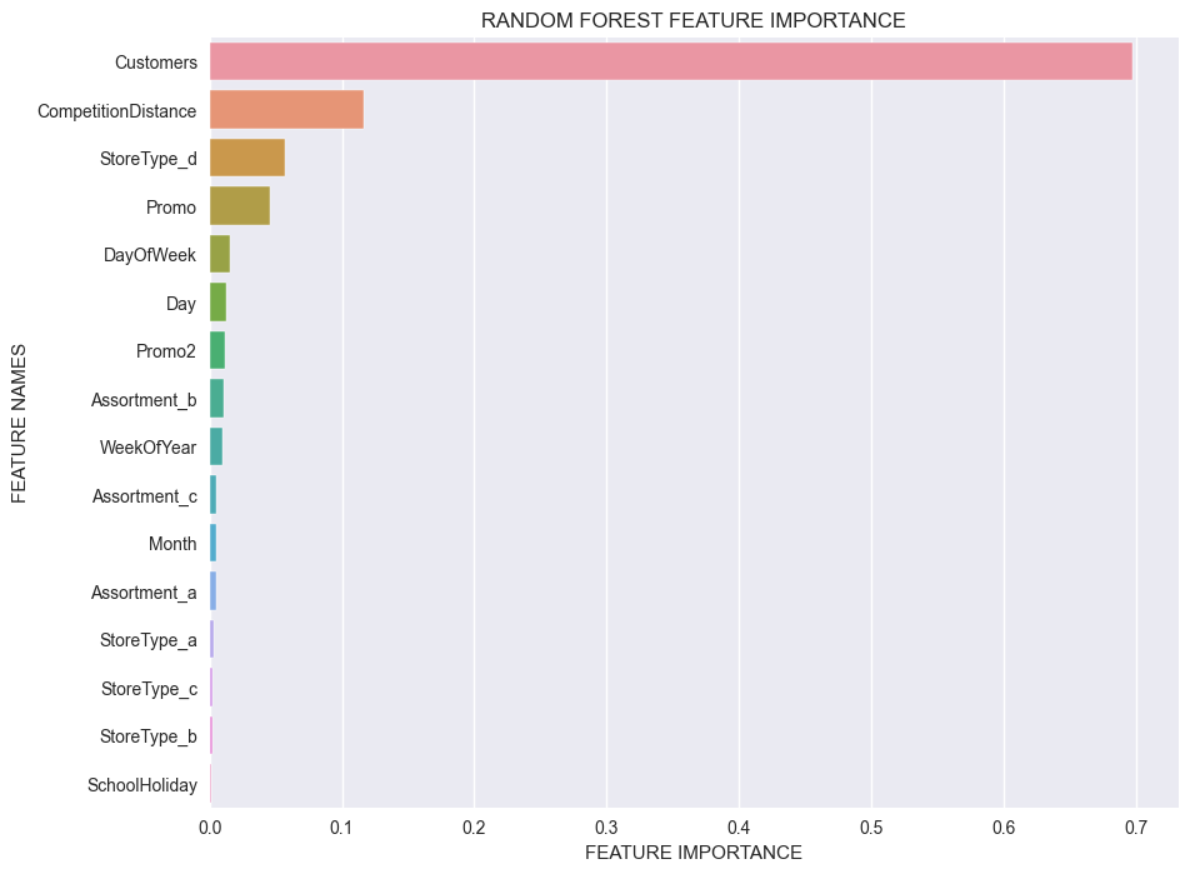 RANDOM FOREST FEATURE IMPORTANCE
FEATURE NAMES
Customers
CompetitionDistance
StoreType_d
Promo
DayOfWeek
Day
Promo2
Assortment_b
WeekOfYear
Assortment_c
Month
Assortment_a
StoreType_a
StoreType_c
StoreType_b
SchoolHoliday
0.0 0.1 0.2 0.3 0.4 0.5 0.6 0.7
FEATURE IMPORTANCE